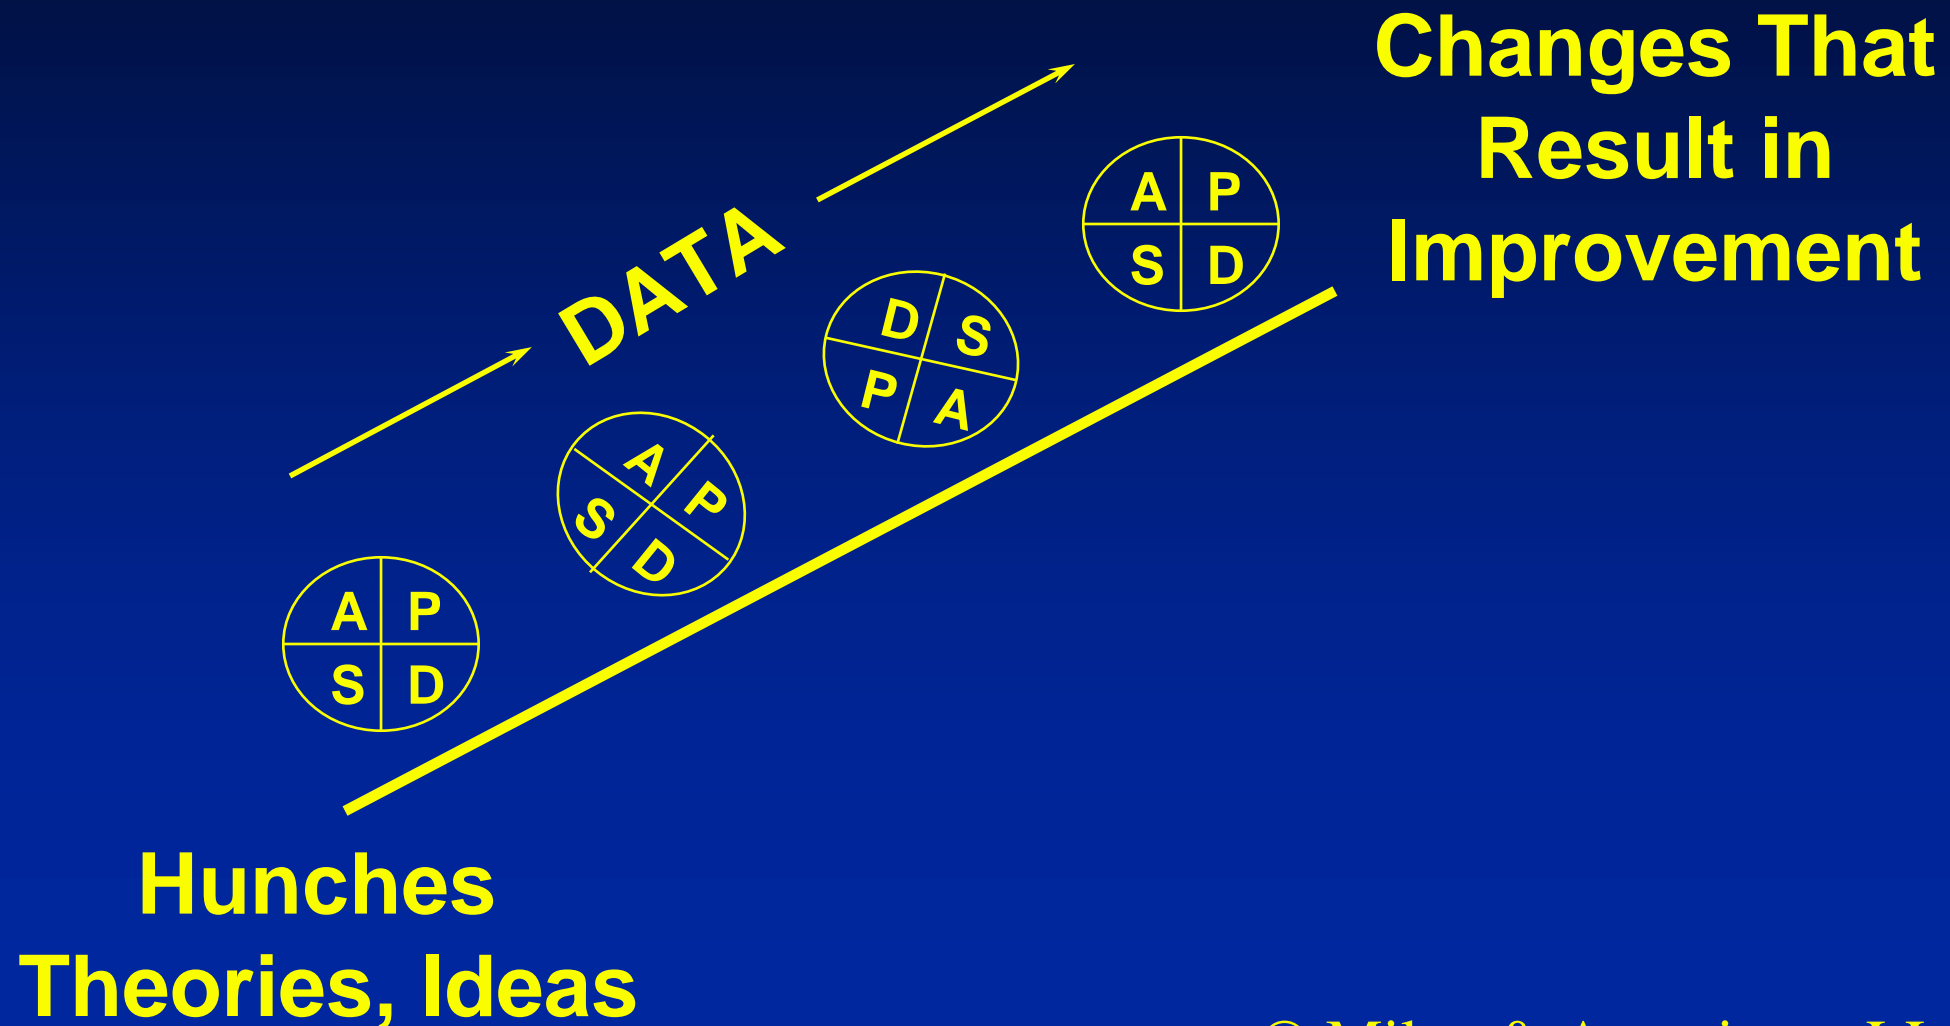 Changes That
Result in
Improvement
DATA
A P
S D
D S
P A
A P
S D
A P
S D
Hunches
Theories, Ideas